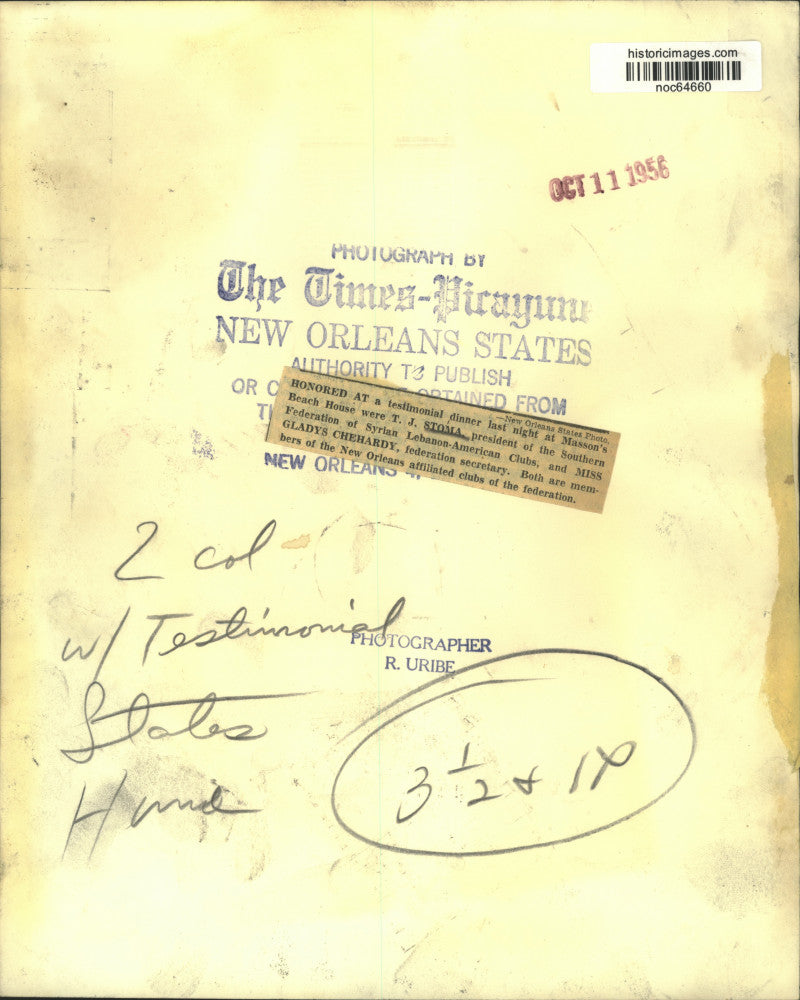 historicimages.com
noc64660
OCT 11 1956
PHOTOGRAPH BY
The Times-Picayune
NEW ORLEANS STATES
AUTHORITY TO PUBLISH
OR C OBTAINED FROM
TH
—New Orleans States Photo.
HONORED AT a testimonial dinner last night at Masson's
Beach House were T. J. STOMA, president of the Southern
Federation of Syrian Lebanon-American Clubs, and MISS
GLADYS CHEHARDY, federation secretary. Both are mem-
bers of the New Orleans affiliated clubs of the federation.
NEW ORLEANS
2 col
w/ Testimonial
PHOTOGRAPHER
R. URIBE
States
3 1/2